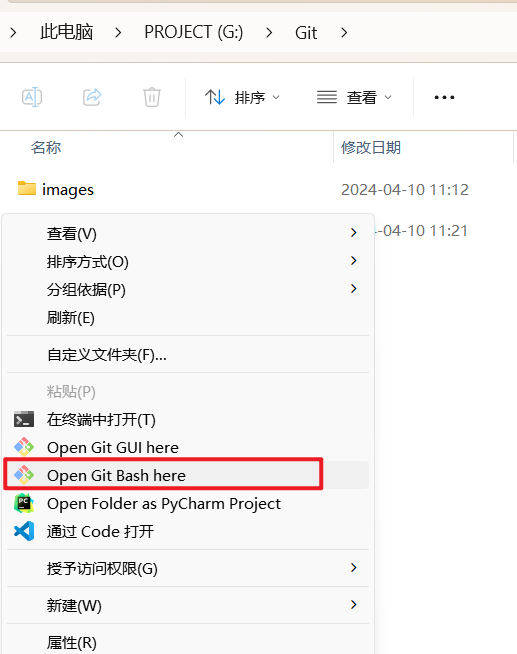 此电脑 PROJECT (G:) Git
排序 查看
名称 修改日期
images 2024-04-10 11:12
-04-10 11:21
查看(V)
排序方式(O)
分组依据(P)
刷新(E)
自定义文件夹(F)...
粘贴(P)
在终端中打开(T)
Open Git GUI here
Open Git Bash here
Open Folder as PyCharm Project
通过 Code 打开
授予访问权限(G)
新建(W)
属性(R)